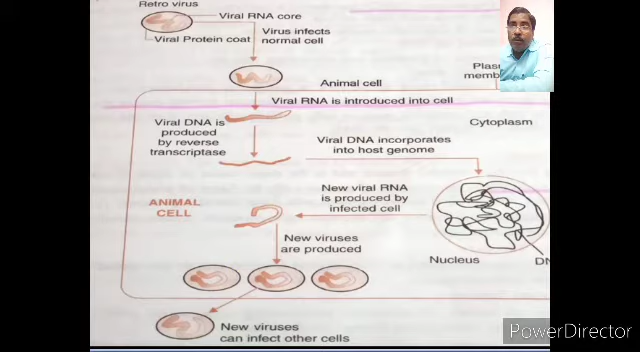 Retro virus
Viral RNA core
Viral Protein coat
Virus infects
normal cell
Animal cell
Viral RNA is introduced into cell
Cytoplasm
Viral DNA is
produced
by reverse
transcriptase
Viral DNA incorporates
into host genome
ANIMAL
CELL
New viral RNA
is produced by
infected cell
New viruses
are produced
Nucleus
New viruses
can infect other cells
PowerDirector